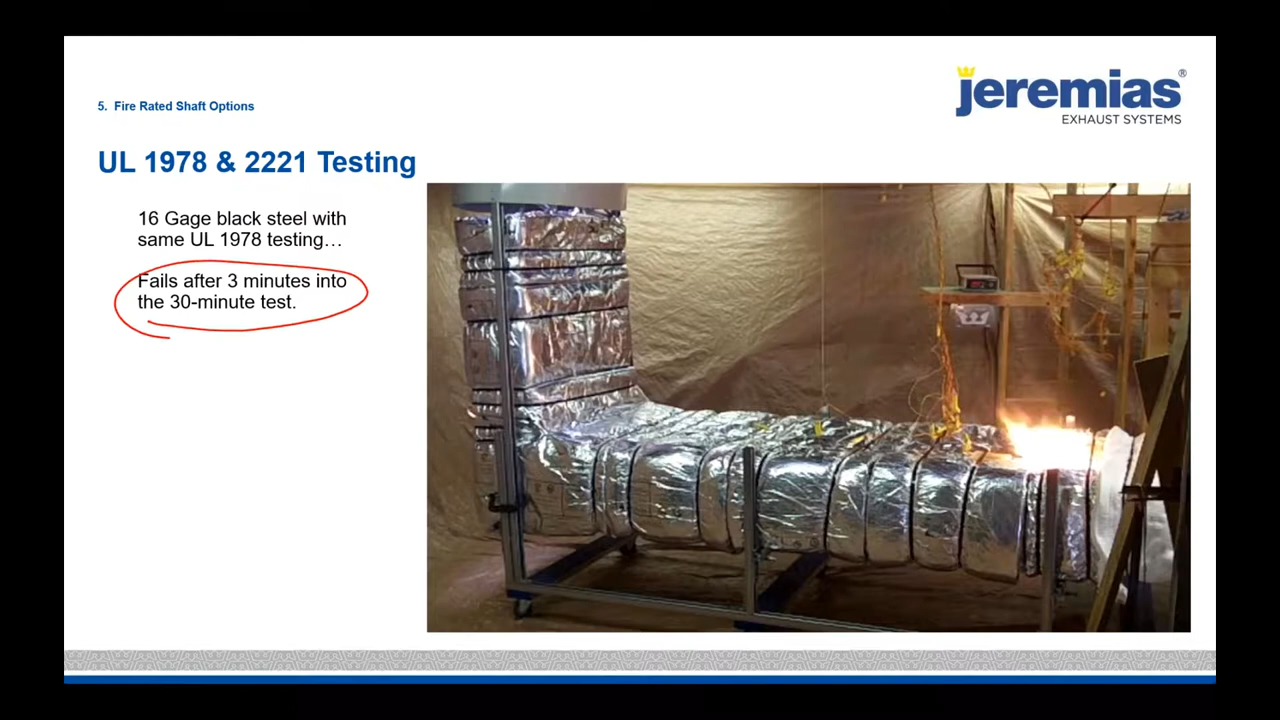 5. Fire Rated Shaft Options
jeremias®
EXHAUST SYSTEMS
UL 1978 & 2221 Testing
16 Gage black steel with
same UL 1978 testing…
Fails after 3 minutes into
the 30-minute test.